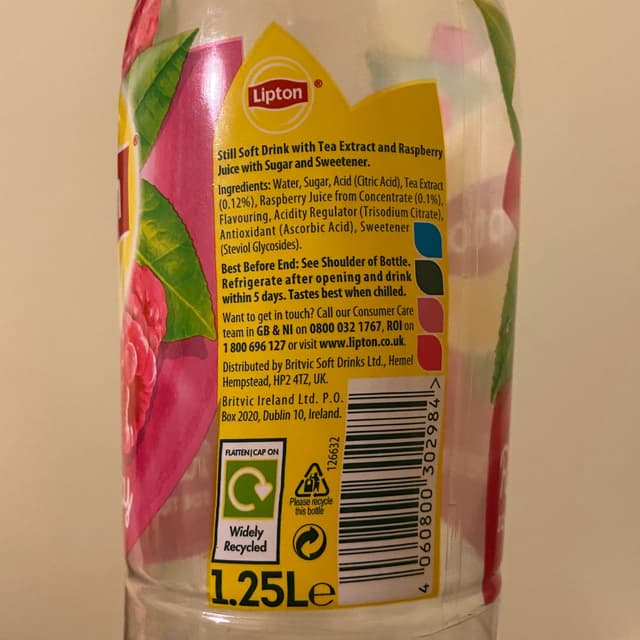 Lipton
®
Still Soft Drink with Tea Extract and Raspberry
Juice with Sugar and Sweetener.
Ingredients: Water, Sugar, Acid (Citric Acid), Tea Extract
(0.12%), Raspberry Juice from Concentrate (0.1%),
Flavouring, Acidity Regulator (Trisodium Citrate),
Antioxidant (Ascorbic Acid), Sweetener
(Steviol Glycosides).
Best Before End: See Shoulder of Bottle.
Refrigerate after opening and drink
within 5 days. Tastes best when chilled.
Want to get in touch? Call our Consumer Care
team in GB & NI on 0800 032 1767, ROI on
1 800 696 127 or visit www.lipton.co.uk.
Distributed by Britvic Soft Drinks Ltd., Hemel
Hempstead, HP2 4TZ, UK.
Britvic Ireland Ltd. P.O.
Box 2020, Dublin 10, Ireland.
FLATTEN | CAP ON
Widely
Recycled
Please recycle
this bottle
126632
4 060800 302984 >
1.25L e